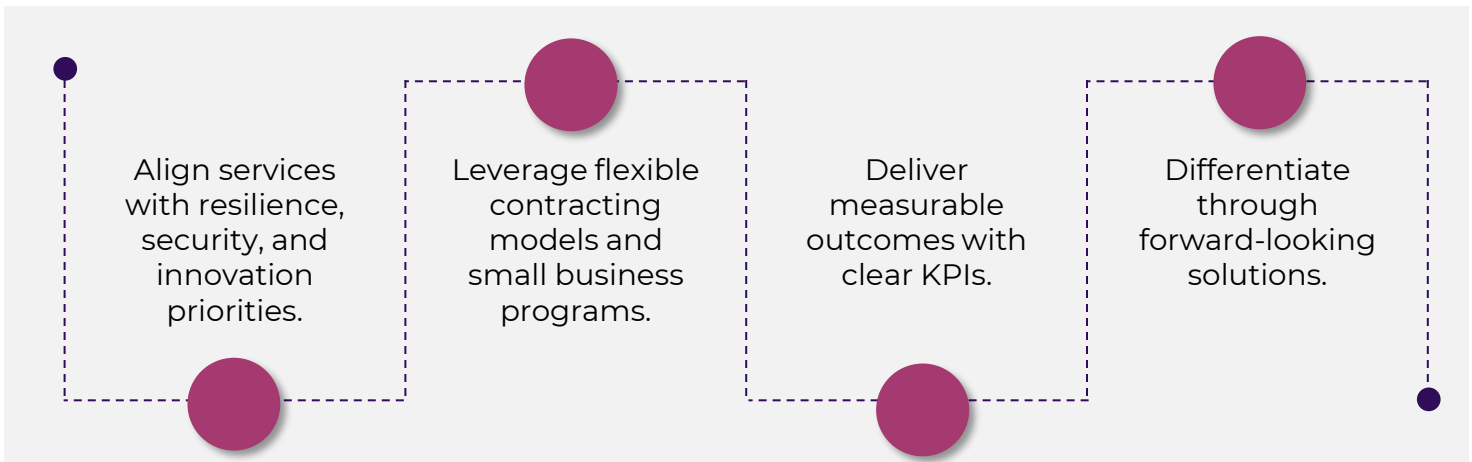 Align services
with resilience,
security, and
innovation
priorities.
Leverage flexible
contracting
models and
small business
programs.
Deliver
measurable
outcomes with
clear KPIs.
Differentiate
through
forward-looking
solutions.